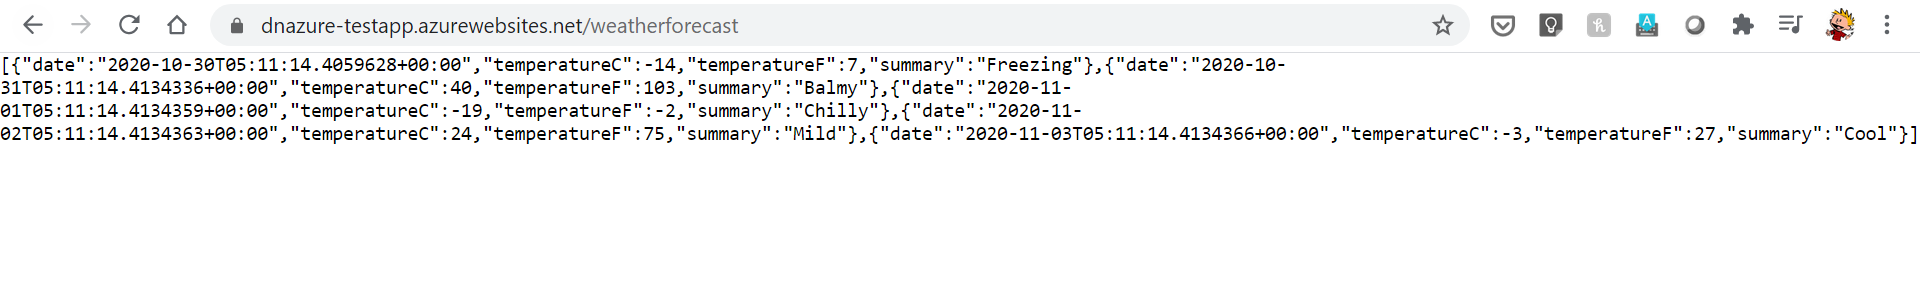 dnazure-testapp.azurewebsites.net/weatherforecast
[{"date":"2020-10-30T05:11:14.4059628+00:00","temperatureC":-14,"temperatureF":7,"summary":"Freezing"},{"date":"2020-10-
31T05:11:14.4134336+00:00","temperatureC":40,"temperatureF":103,"summary":"Balmy"},{"date":"2020-11-
01T05:11:14.4134359+00:00","temperatureC":-19,"temperatureF":-2,"summary":"Chilly"},{"date":"2020-11-
02T05:11:14.4134363+00:00","temperatureC":24,"temperatureF":75,"summary":"Mild"},{"date":"2020-11-03T05:11:14.4134366+00:00","temperatureC":-3,"temperatureF":27,"summary":"Cool"}]